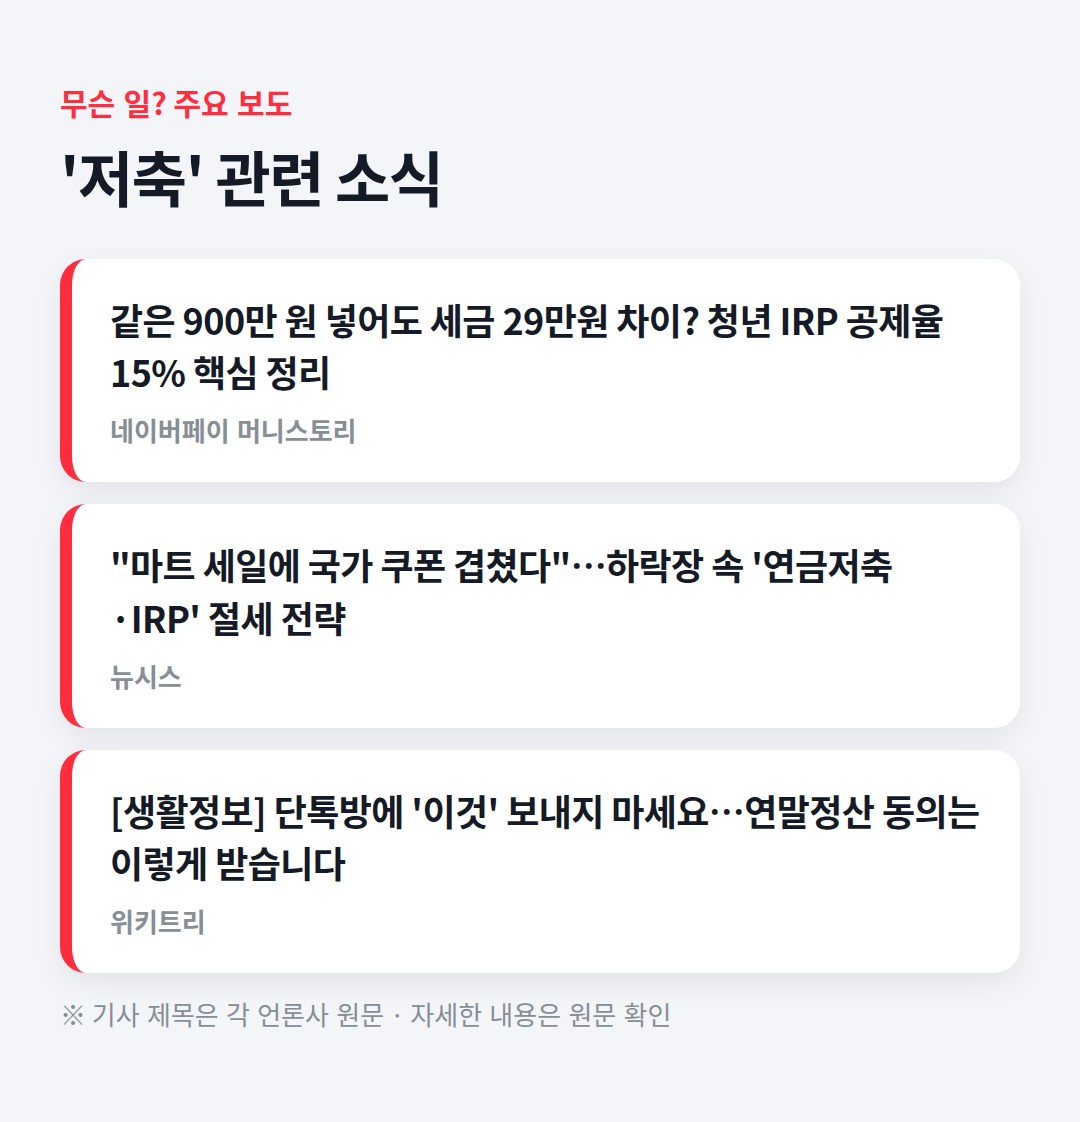 무슨 일? 주요 보도
'저축' 관련 소식
같은 900만 원 넣어도 세금 29만원 차이? 청년 IRP 공제율
15% 핵심 정리
네이버페이 머니스토리
"마트 세일에 국가 쿠폰 겹쳤다"…하락장 속 '연금저축
·IRP' 절세 전략
뉴시스
[생활정보] 단톡방에 '이것' 보내지 마세요…연말정산 동의는
이렇게 받습니다
위키트리
※ 기사 제목은 각 언론사 원문 · 자세한 내용은 원문 확인